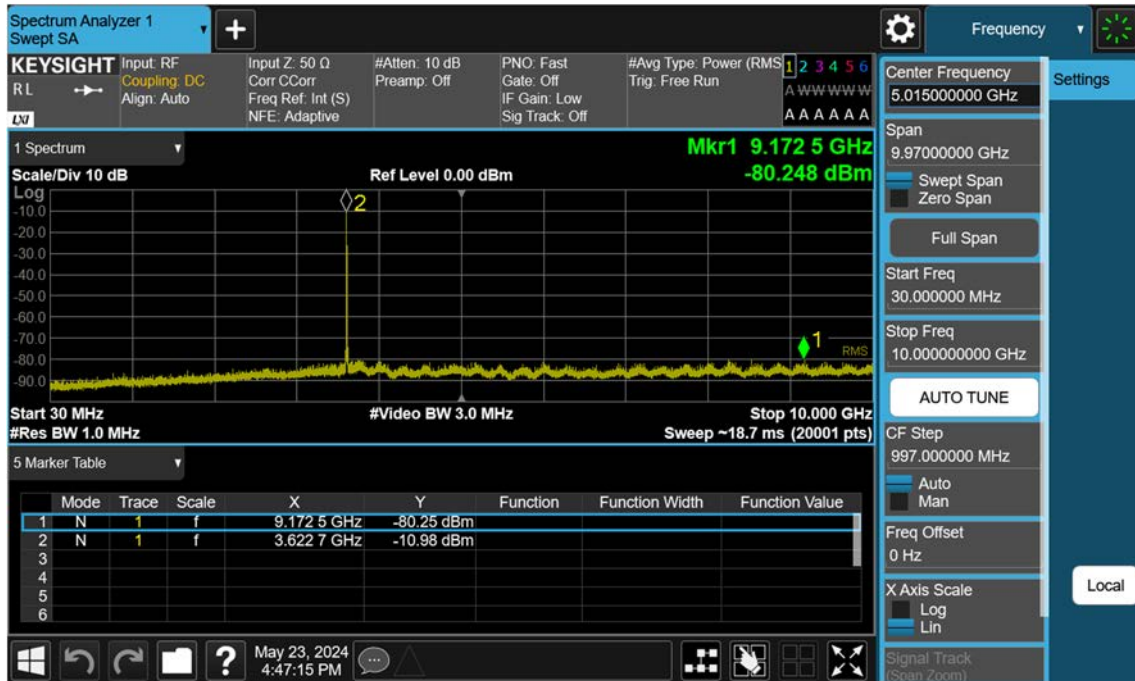 Spectrum Analyzer 1
Swept SA
Frequency
KEYSIGHT
RL
LXI
Input: RF
Coupling: DC
Align: Auto
Input Z: 50 Ω
Corr CCorr
Freq Ref: Int (S)
NFE: Adaptive
#Atten: 10 dB
Preamp: Off
PNO: Fast
Gate: Off
IF Gain: Low
Sig Track: Off
#Avg Type: Power (RMS
Trig: Free Run
1 2 3 4 5 6
A W W W W W
A A A A A A
1 Spectrum
Mkr1 9.172 5 GHz
-80.248 dBm
Scale/Div 10 dB
Ref Level 0.00 dBm
Log
-10.0
-20.0
-30.0
-40.0
-50.0
-60.0
-70.0
-80.0
-90.0
2
1
RMS
Start 30 MHz
#Video BW 3.0 MHz
Stop 10.000 GHz
#Res BW 1.0 MHz
Sweep ~18.7 ms (20001 pts)
5 Marker Table
Mode Trace Scale X Y Function Function Width Function Value
1 N 1 f 9.172 5 GHz -80.25 dBm
2 N 1 f 3.622 7 GHz -10.98 dBm
3
4
5
6
Center Frequency
5.015000000 GHz
Settings
Span
9.97000000 GHz
Swept Span
Zero Span
Full Span
Start Freq
30.000000 MHz
Stop Freq
10.000000000 GHz
AUTO TUNE
CF Step
997.000000 MHz
Auto
Man
Freq Offset
0 Hz
X Axis Scale
Log
Lin
Local
Signal Track
(Span Zoom)
?
May 23, 2024
4:47:15 PM